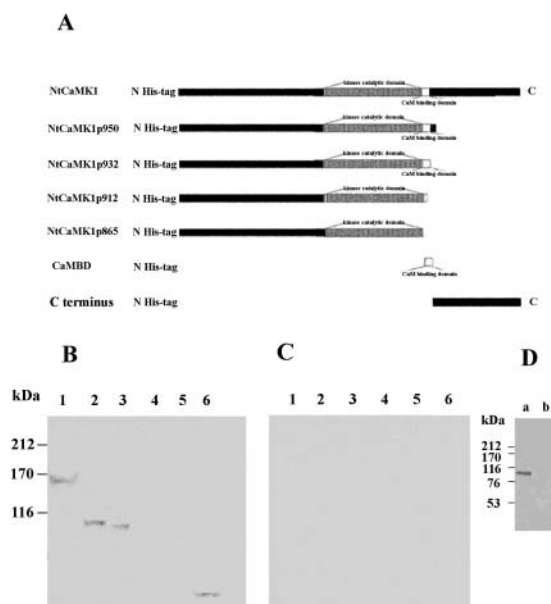 A
kinase catalytic domain
NtCaMK1 N His-tag C
CaM binding domain
kinase catalytic domain
NtCaMK1p950 N His-tag
CaM binding domain
kinase catalytic domain
NtCaMK1p932 N His-tag
CaM binding domain
kinase catalytic domain
NtCaMK1p912 N His-tag
kinase catalytic domain
NtCaMK1p865 N His-tag
CaMBD N His-tag
CaM binding domain
C terminus N His-tag C
B
kDa 1 2 3 4 5 6
212
170
116
C
1 2 3 4 5 6
D
a b
kDa
212
170
116
76
53